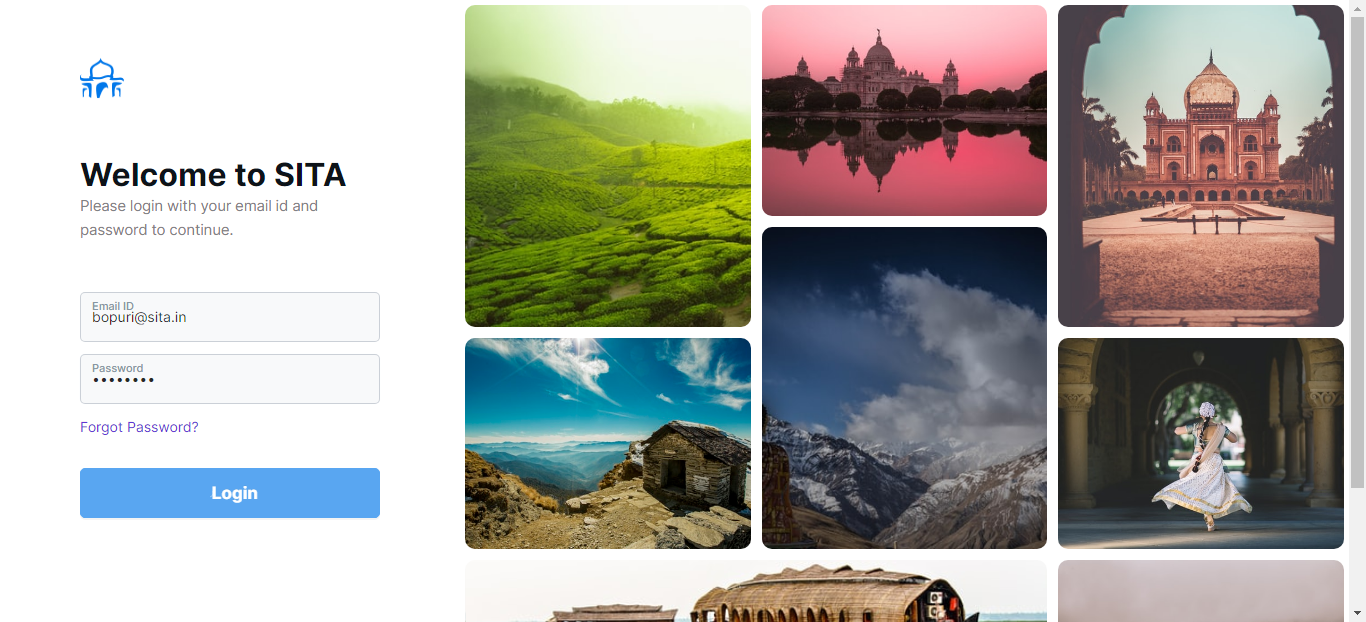 Welcome to SITA
Please login with your email id and
password to continue.
Email ID
bopuri@sita.in
Password
••••••••
Forgot Password?
Login